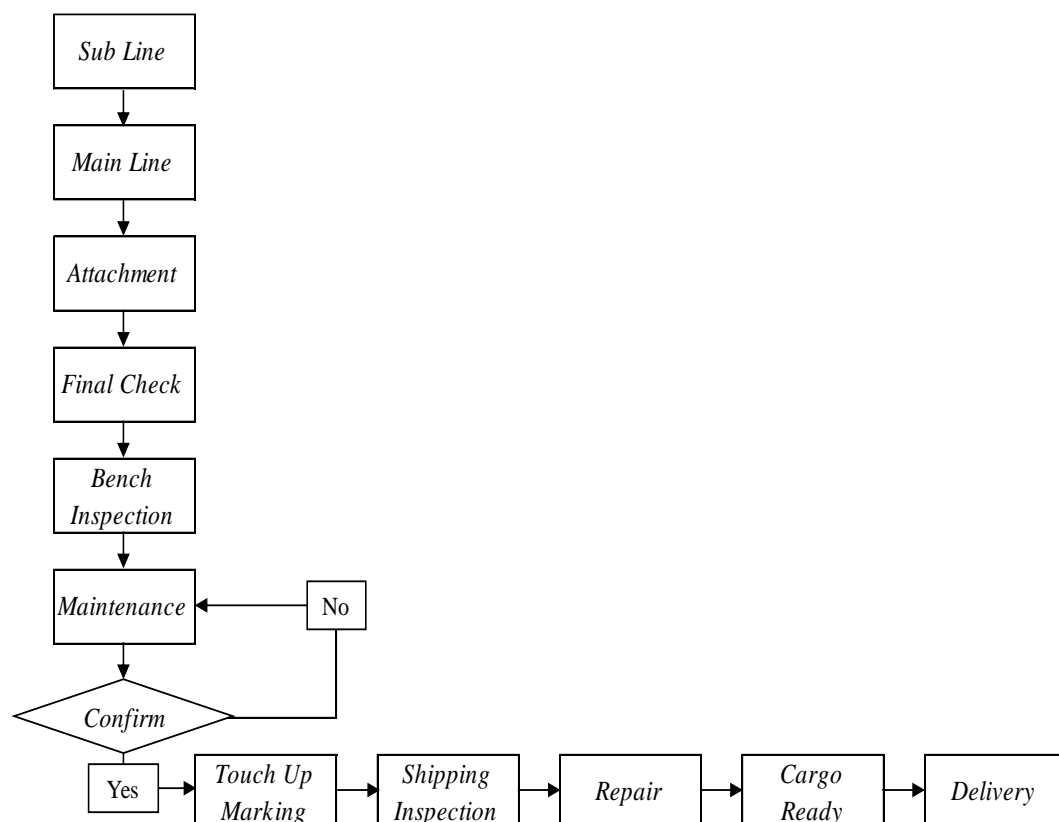 Sub Line
Main Line
Attachment
Final Check
Bench
Inspection
Maintenance
No
Confirm
Yes
Touch Up
Marking
Shipping
Inspection
Repair
Cargo
Ready
Delivery